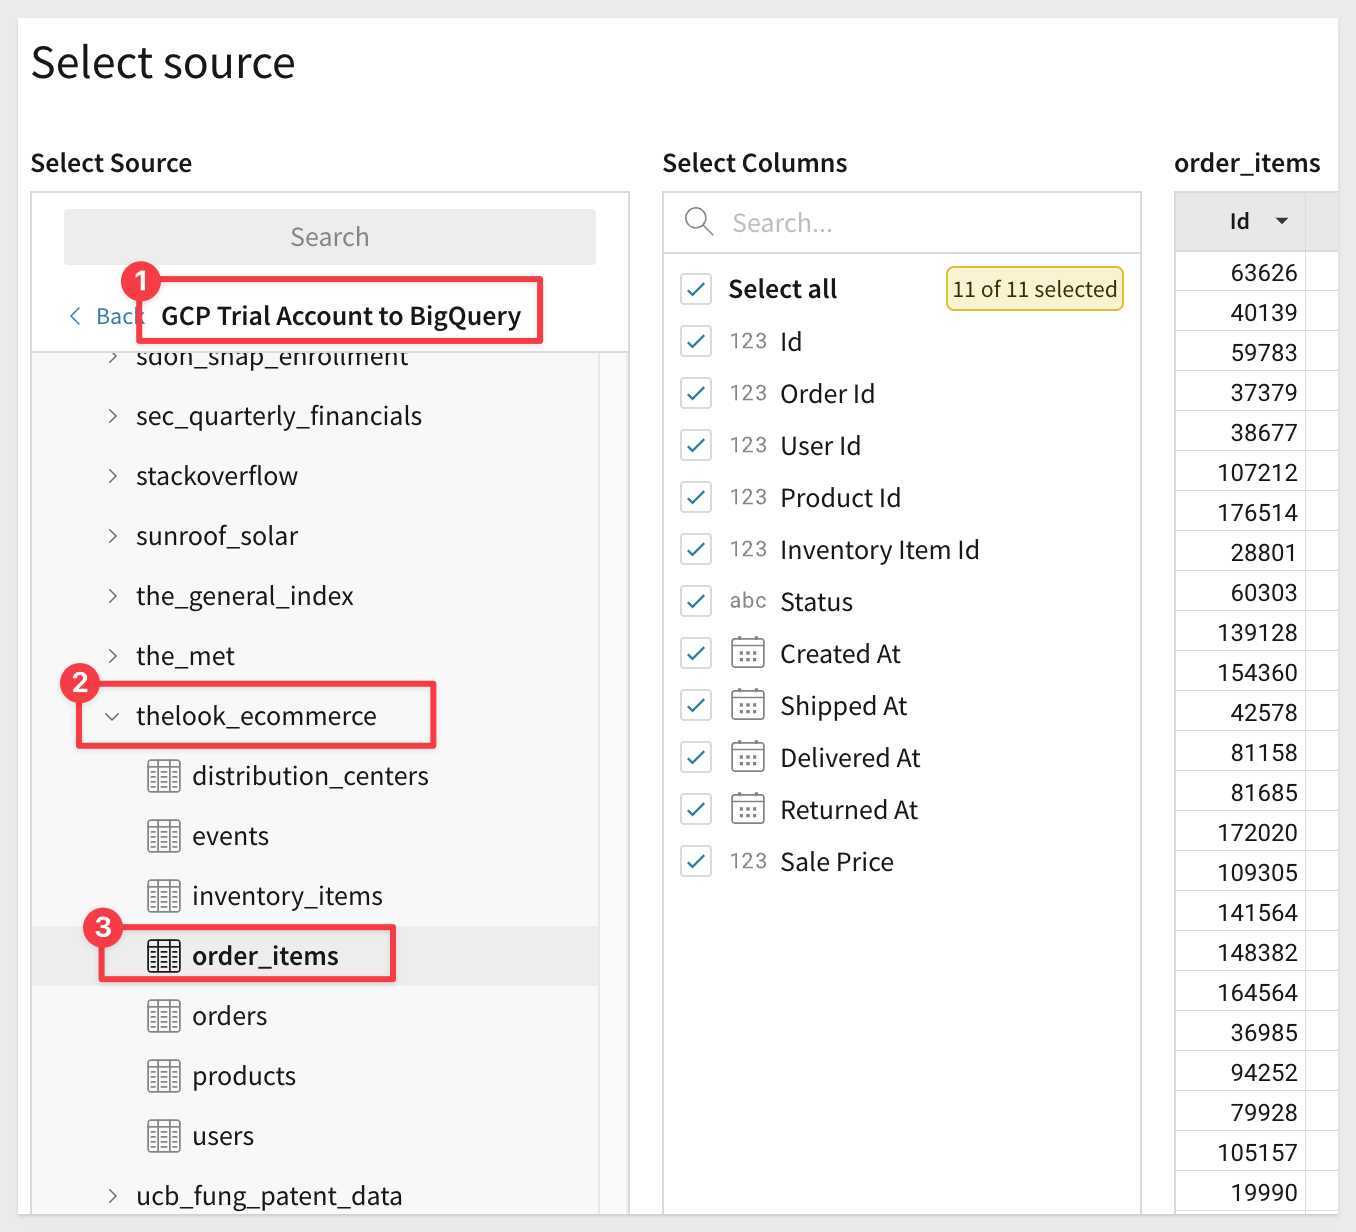 Select source
Select Source
Search
1
Back GCP Trial Account to BigQuery
sdoh_snap_enrollment
sec_quarterly_financials
stackoverflow
sunroof_solar
the_general_index
the_met
2
thelook_ecommerce
distribution_centers
events
inventory_items
3
order_items
orders
products
users
ucb_fung_patent_data
Select Columns
Search...
Select all 11 of 11 selected
123 Id
123 Order Id
123 User Id
123 Product Id
123 Inventory Item Id
abc Status
Created At
Shipped At
Delivered At
Returned At
123 Sale Price
order_items
Id
63626
40139
59783
37379
38677
107212
176514
28801
60303
139128
154360
42578
81158
81685
172020
109305
141564
148382
164564
36985
94252
79928
105157
19990